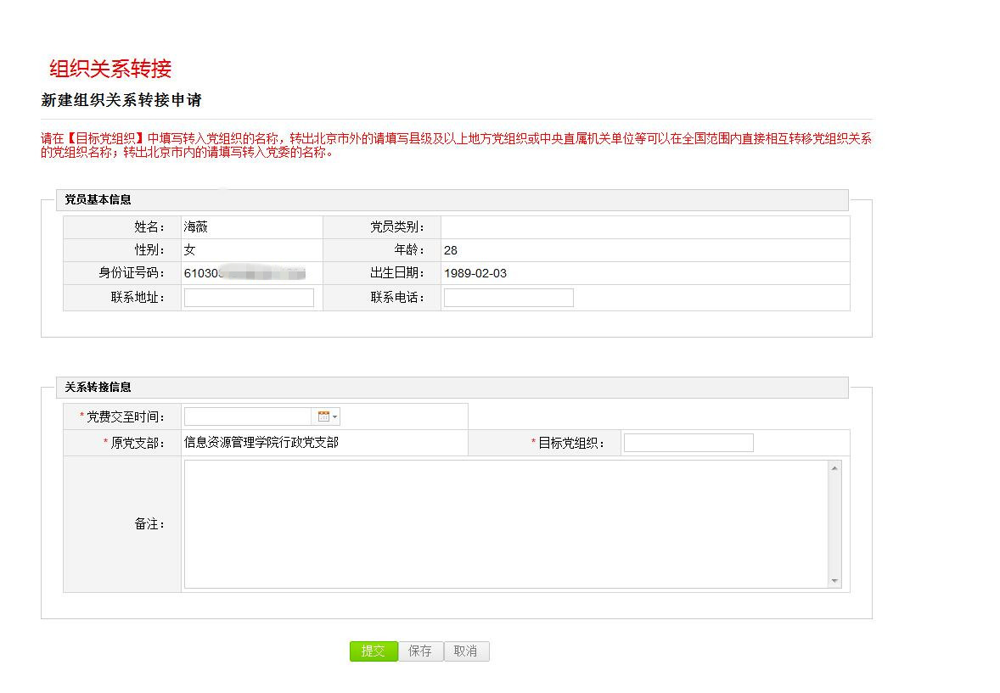 组织关系转接
新建组织关系转接申请
请在【目标党组织】中填写转入党组织的名称，转出北京市外的请填写县级及以上地方党组织或中央直属机关单位等可以在全国范围内直接相互转移党组织关系
的党组织名称；转出北京市内的请填写转入党委的名称。
党员基本信息
姓名： 海薇 党员类别：
性别： 女 年龄： 28
身份证号码： 61030 出生日期： 1989-02-03
联系地址： 联系电话：
关系转接信息
*党费交至时间：
*原党支部： 信息资源管理学院行政党支部 *目标党组织：
备注：
提交 保存 取消